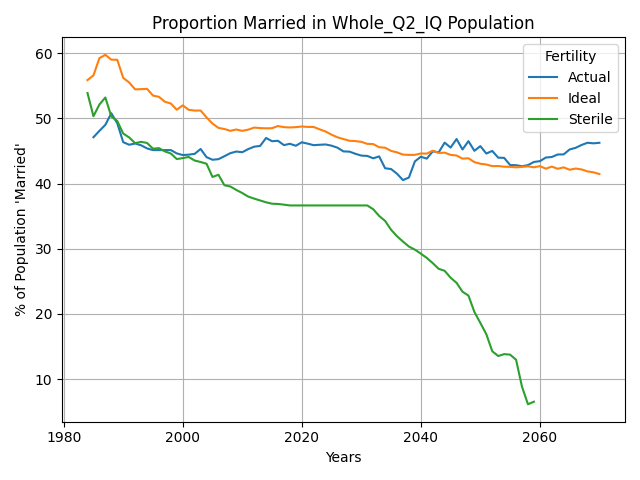 Proportion Married in Whole_Q2_IQ Population
% of Population 'Married'
60
50
40
30
20
10
Fertility
Actual
Ideal
Sterile
1980
2000
2020
2040
2060
Years